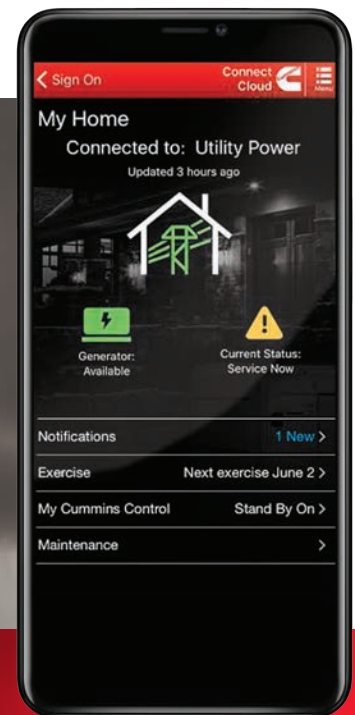 Sign On
Connect
Cloud
Menu
My Home
Connected to: Utility Power
Updated 3 hours ago
Generator:
Available
Current Status:
Service Now
Notifications 1 New
Exercise Next exercise June 2
My Cummins Control Stand By On
Maintenance